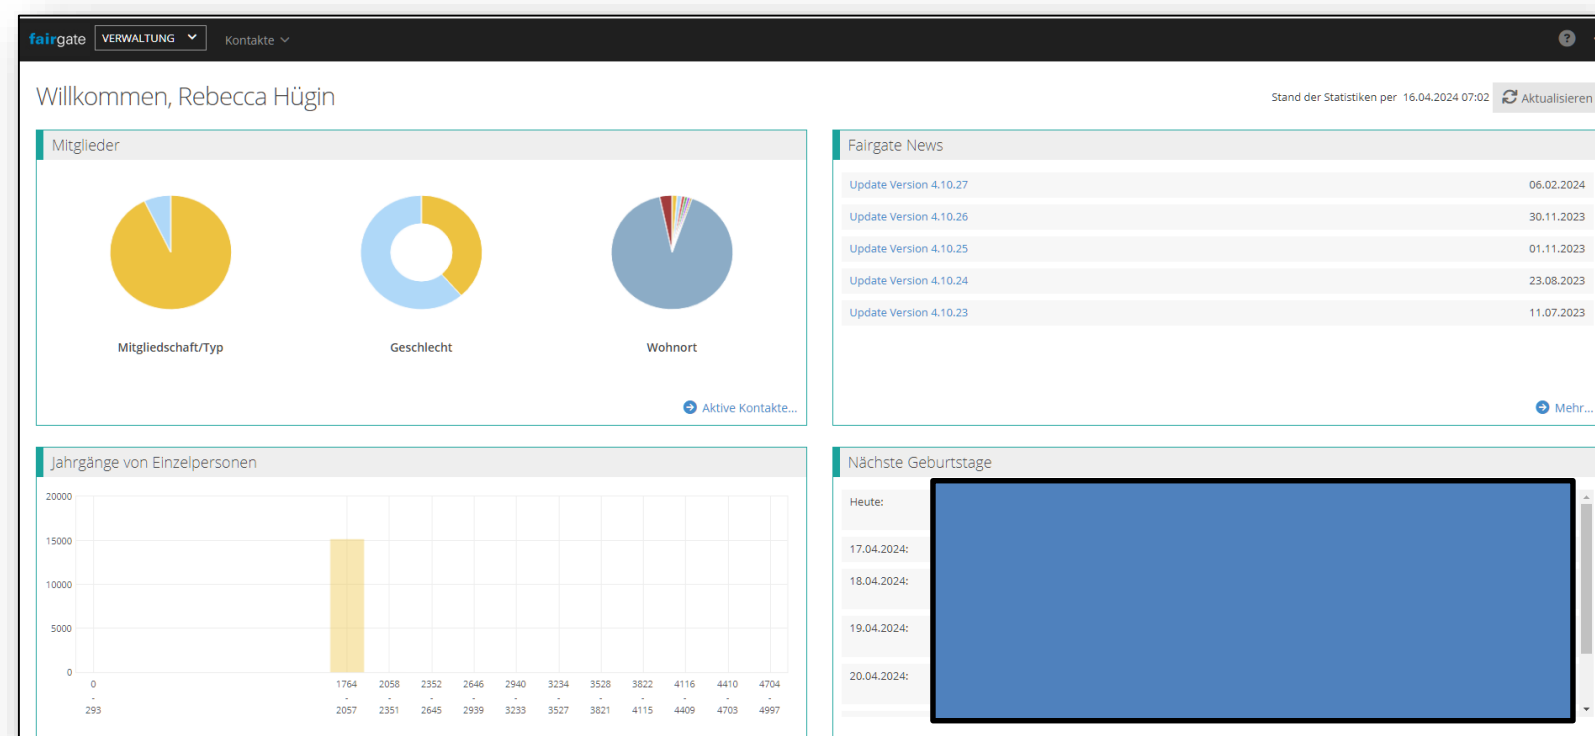 fairgate VERWALTUNG Kontakte ?
Willkommen, Rebecca Hügin
Stand der Statistiken per 16.04.2024 07:02 Aktualisieren
Mitglieder
Mitgliedschaft/Typ Geschlecht Wohnort
Aktive Kontakte...
Fairgate News
Update Version 4.10.27 06.02.2024
Update Version 4.10.26 30.11.2023
Update Version 4.10.25 01.11.2023
Update Version 4.10.24 23.08.2023
Update Version 4.10.23 11.07.2023
Mehr...
Jahrgänge von Einzelpersonen
20000
15000
10000
5000
0
0 1764 2058 2352 2646 2940 3234 3528 3822 4116 4410 4704
- - - - - - - - - - - -
293 2057 2351 2645 2939 3233 3527 3821 4115 4409 4703 4997
Nächste Geburtstage
Heute:
17.04.2024:
18.04.2024:
19.04.2024:
20.04.2024: